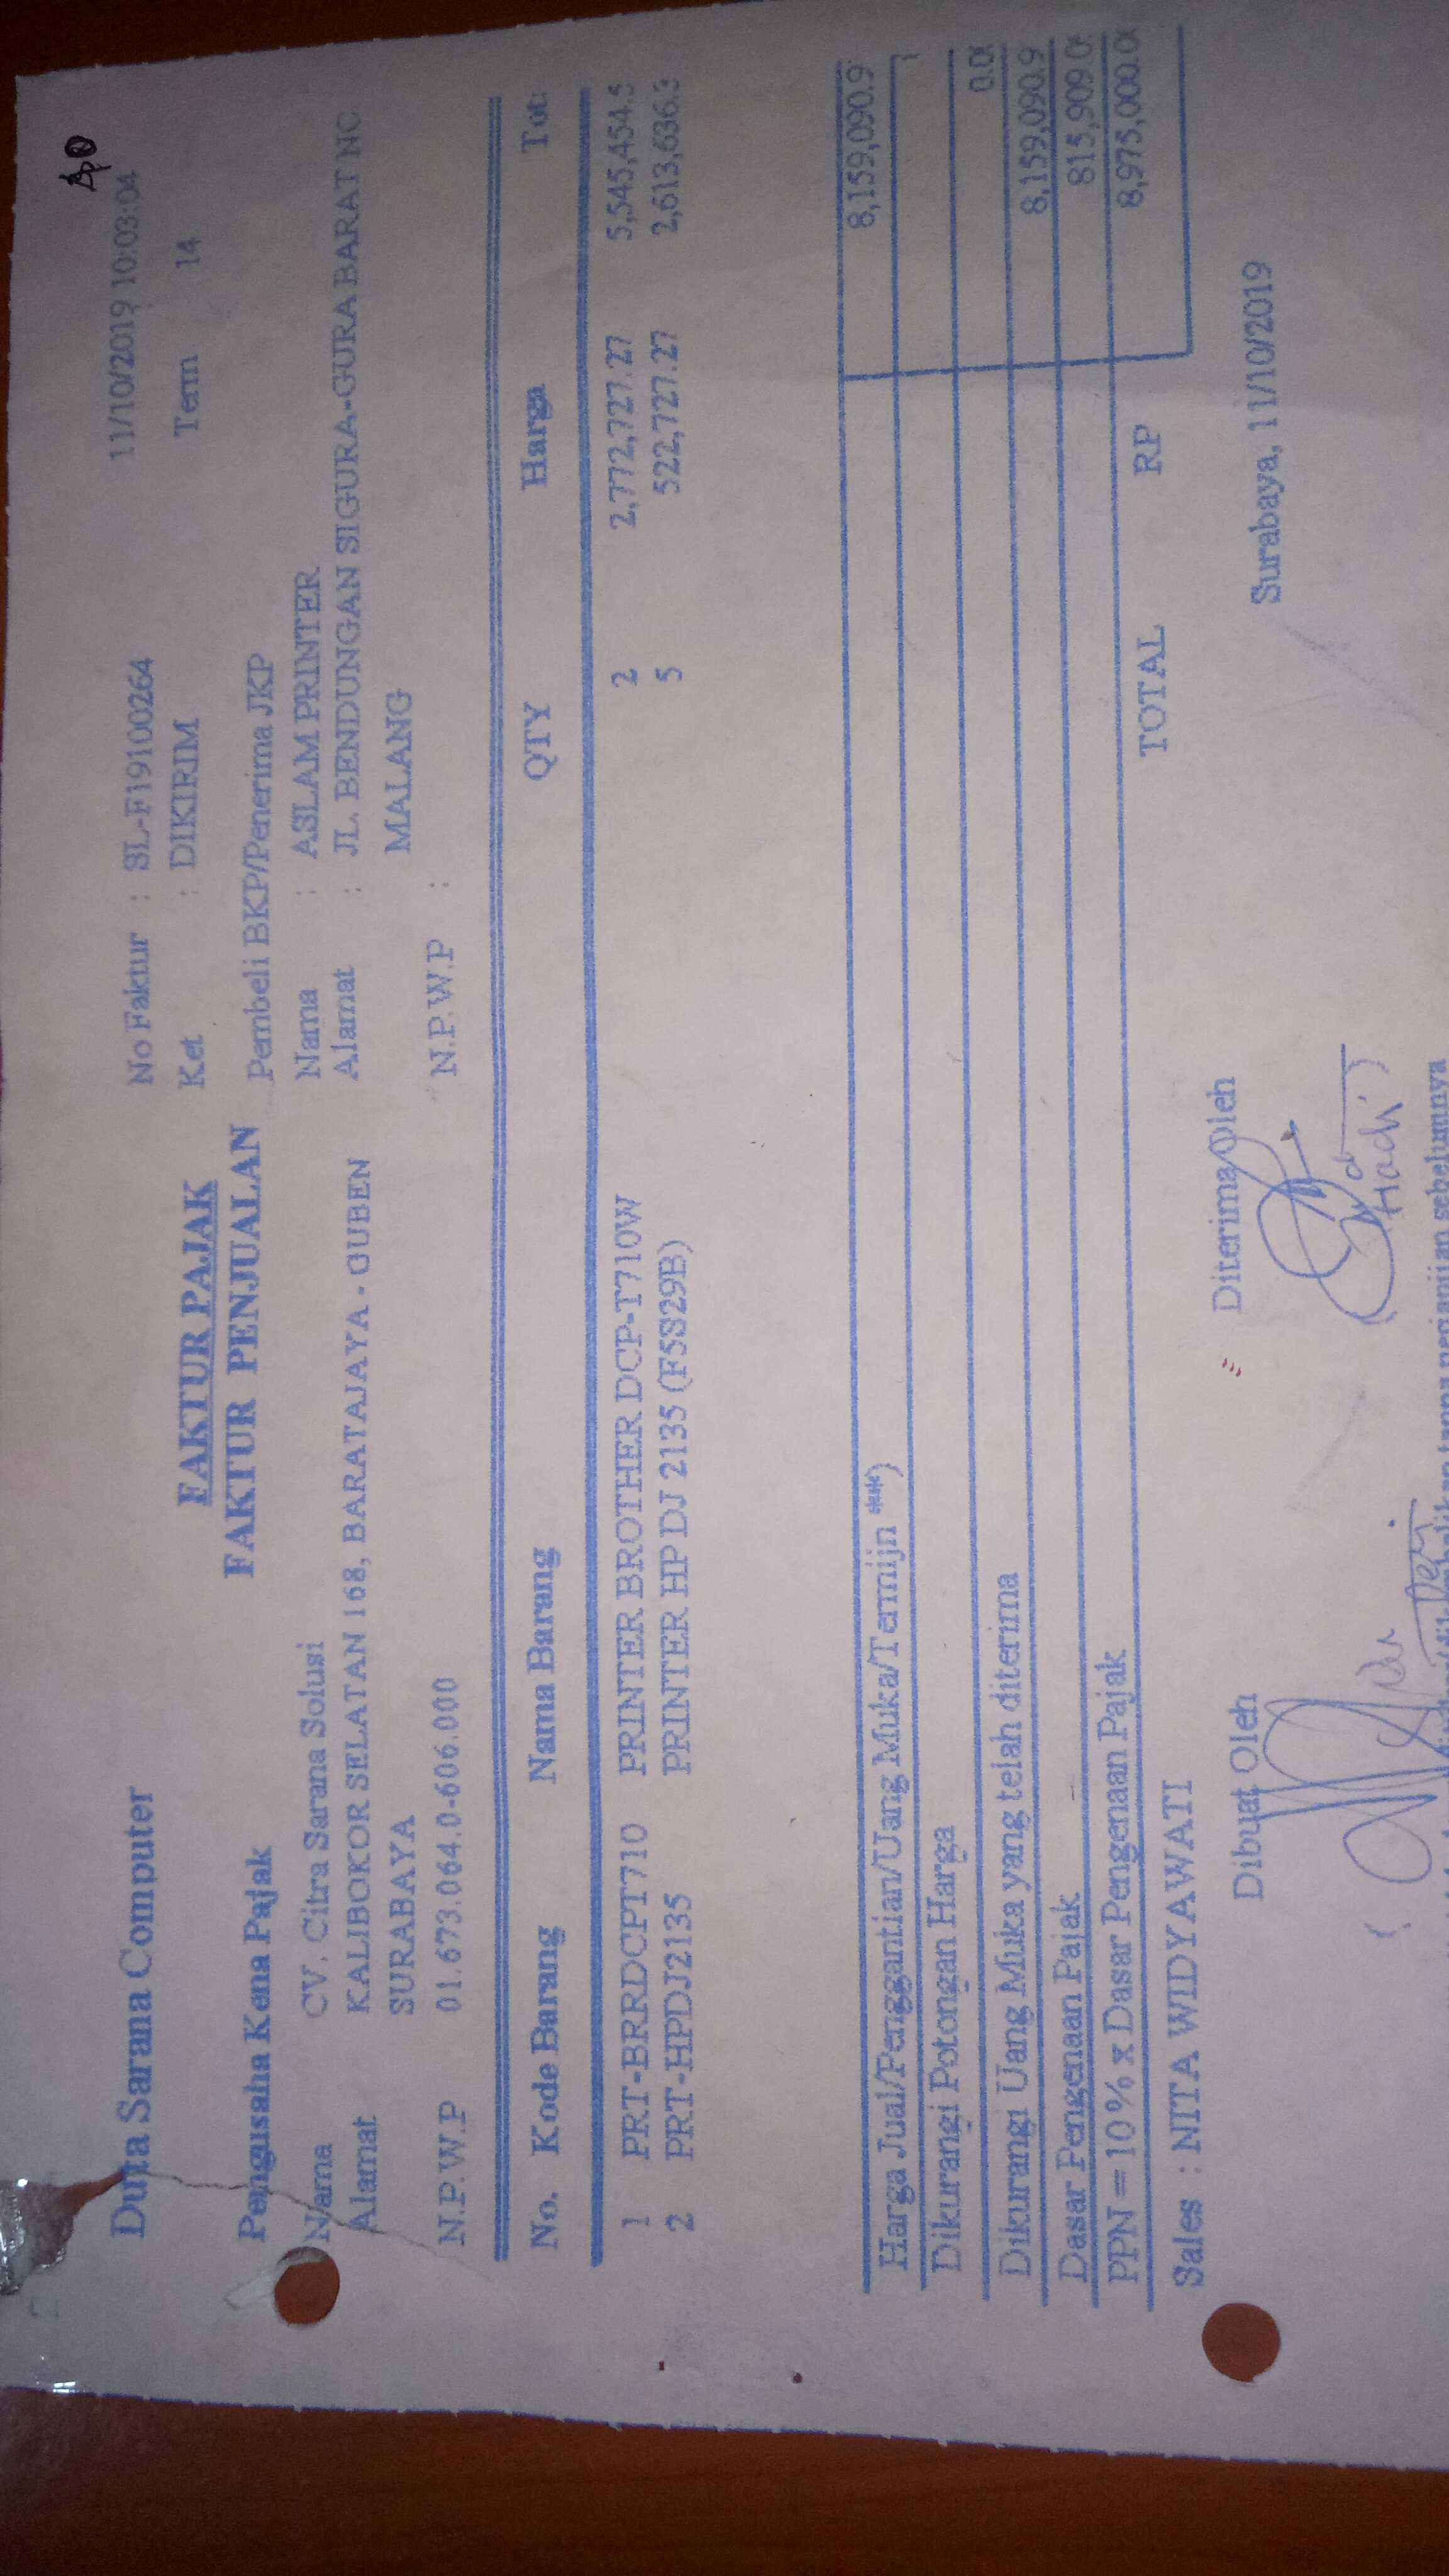 Duta Sarana Computer
FAKTUR PAJAK
FAKTUR PENJUALAN
No Faktur : SL-F19100264 11/10/2019 10:03:04
Ket : DIKIRIM Term 14
Pengusaha Kena Pajak
Nama CV. Citra Sarana Solusi
Alamat KALIBOKOR SELATAN 168, BARATAJAYA - GUBEN
SURABAYA
N.P.W.P 01.673.064.0-606.000
Pembeli BKP/Penerima JKP
Nama : ASLAM PRINTER
Alamat : JL. BENDUNGAN SIGURA-GURA BARAT NC
MALANG
N.P.W.P :
No. Kode Barang Nama Barang QTY Harga Tot
1 PRT-BRRDCPT710 PRINTER BROTHER DCP-T710W 2 2,772,727.27 5,545,454.5
2 PRT-HPDJ2135 PRINTER HP DJ 2135 (F5S29B) 5 522,727.27 2,613,636.3
Harga Jual/Penggantian/Uang Muka/Termijn **) 8,159,090.9
Dikurangi Potongan Harga
Dikurangi Uang Muka yang telah diterima 0.0
Dasar Pengenaan Pajak 8,159,090.9
PPN = 10% x Dasar Pengenaan Pajak 815,909.0
TOTAL RP 8,975,000.0
Sales : NITA WIDYAWATI
Surabaya, 11/10/2019
Dibuat Oleh Diterima Oleh
Hadi
sebelumnya